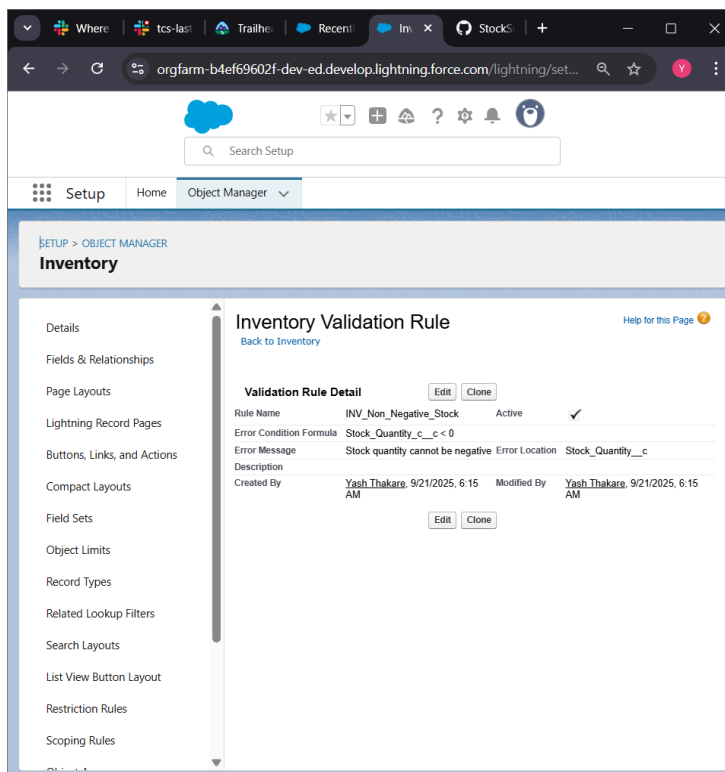 Where
tcs-last
Trailhe
Recent
Inv
StockS
orgfarm-b4ef69602f-dev-ed.develop.lightning.force.com/lightning/set...
Y
Search Setup
Setup
Home
Object Manager
SETUP > OBJECT MANAGER
Inventory
Details
Fields & Relationships
Page Layouts
Lightning Record Pages
Buttons, Links, and Actions
Compact Layouts
Field Sets
Object Limits
Record Types
Related Lookup Filters
Search Layouts
List View Button Layout
Restriction Rules
Scoping Rules
Inventory Validation Rule
Help for this Page ?
Back to Inventory
Validation Rule Detail Edit Clone
Rule Name INV_Non_Negative_Stock Active
Error Condition Formula Stock_Quantity_c__c < 0
Error Message Stock quantity cannot be negative Error Location Stock_Quantity__c
Description
Created By Yash Thakare, 9/21/2025, 6:15 AM Modified By Yash Thakare, 9/21/2025, 6:15 AM
Edit Clone